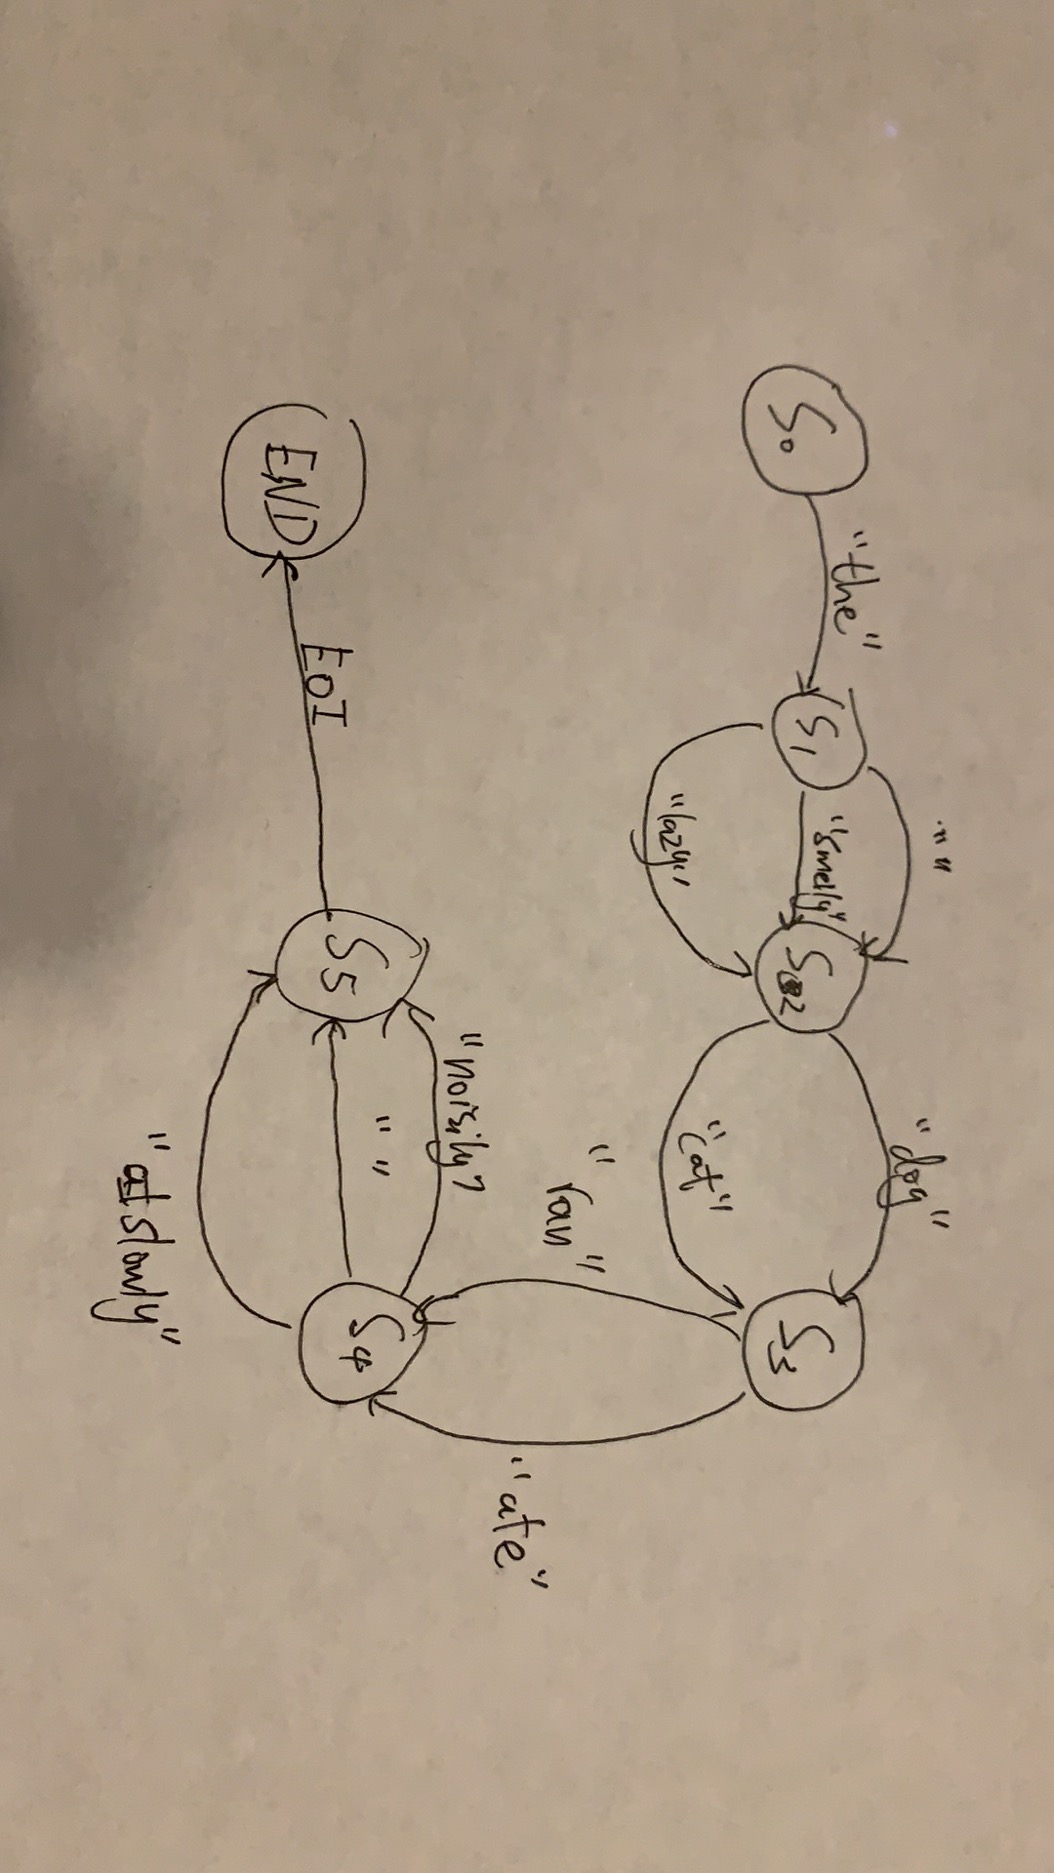 S0
"the"
S1
" "
"smelly"
"lazy"
S2
"dog"
"cat"
S3
"ran"
"ate"
S4
"noisily"
" "
"slowly"
S5
EOI
END